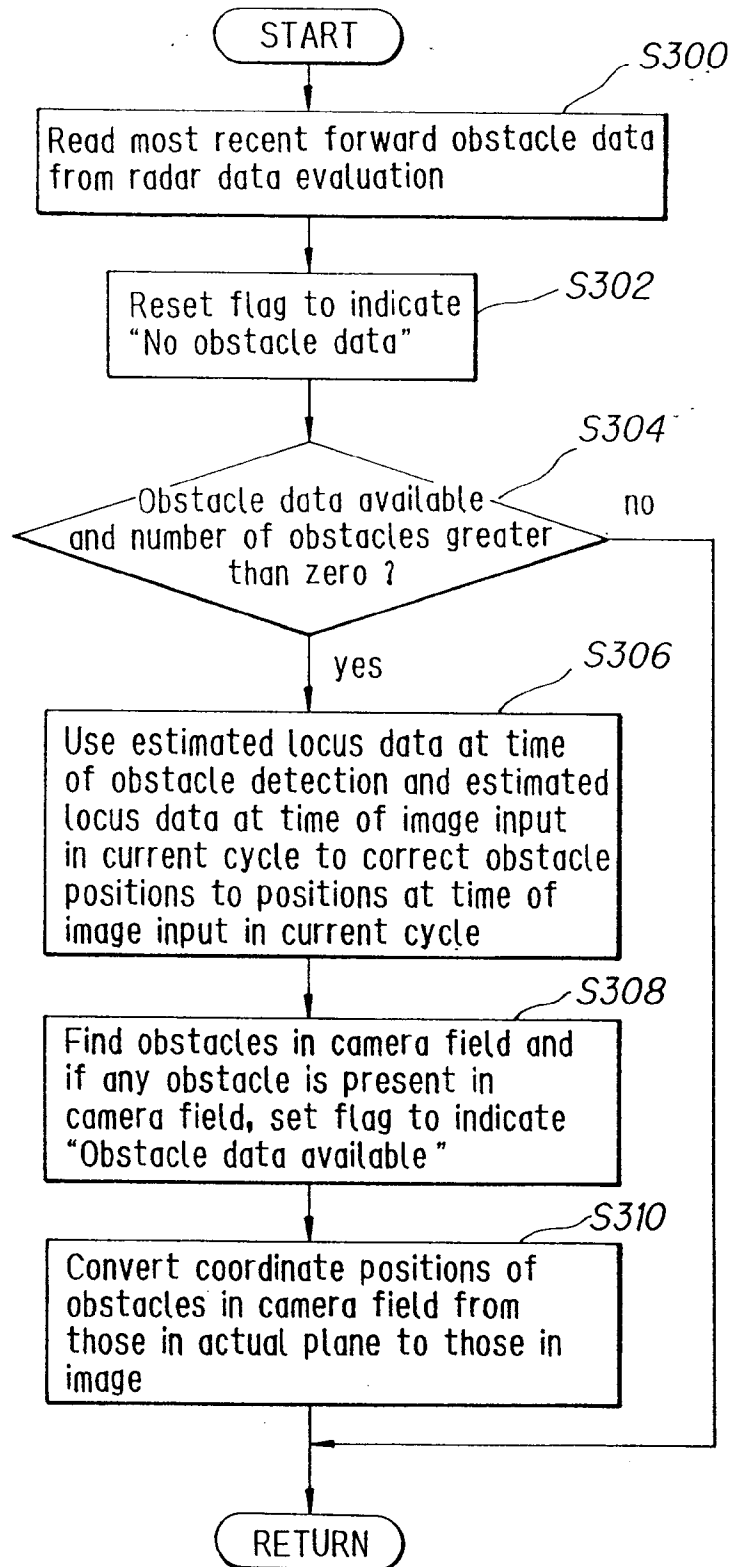 START
S300
Read most recent forward obstacle data
from radar data evaluation
S302
Reset flag to indicate
“No obstacle data”
S304
Obstacle data available
and number of obstacles greater
than zero ?
no
yes
S306
Use estimated locus data at time
of obstacle detection and estimated
locus data at time of image input
in current cycle to correct obstacle
positions to positions at time of
image input in current cycle
S308
Find obstacles in camera field and
if any obstacle is present in
camera field, set flag to indicate
“Obstacle data available”
S310
Convert coordinate positions of
obstacles in camera field from
those in actual plane to those in
image
RETURN